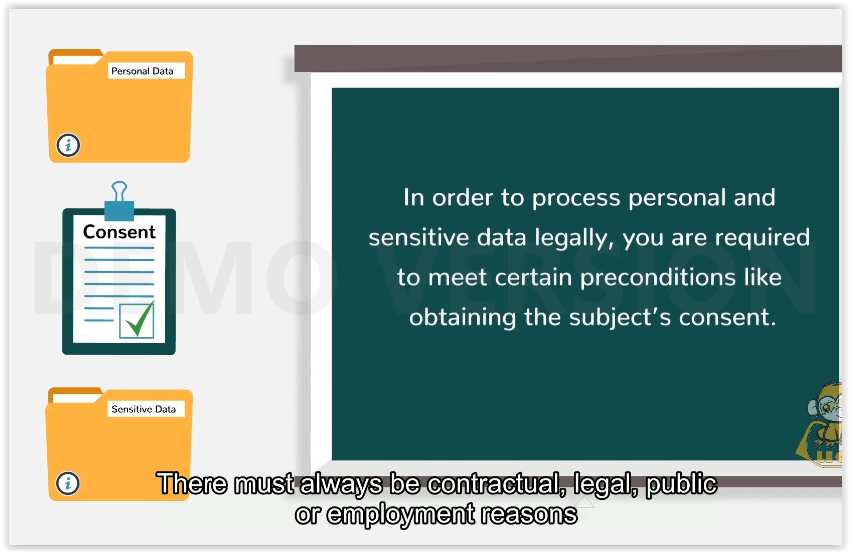 Personal Data
Consent
Sensitive Data
In order to process personal and
sensitive data legally, you are required
to meet certain preconditions like
obtaining the subject's consent.
DEMO VERSION
There must always be contractual, legal, public
or employment reasons